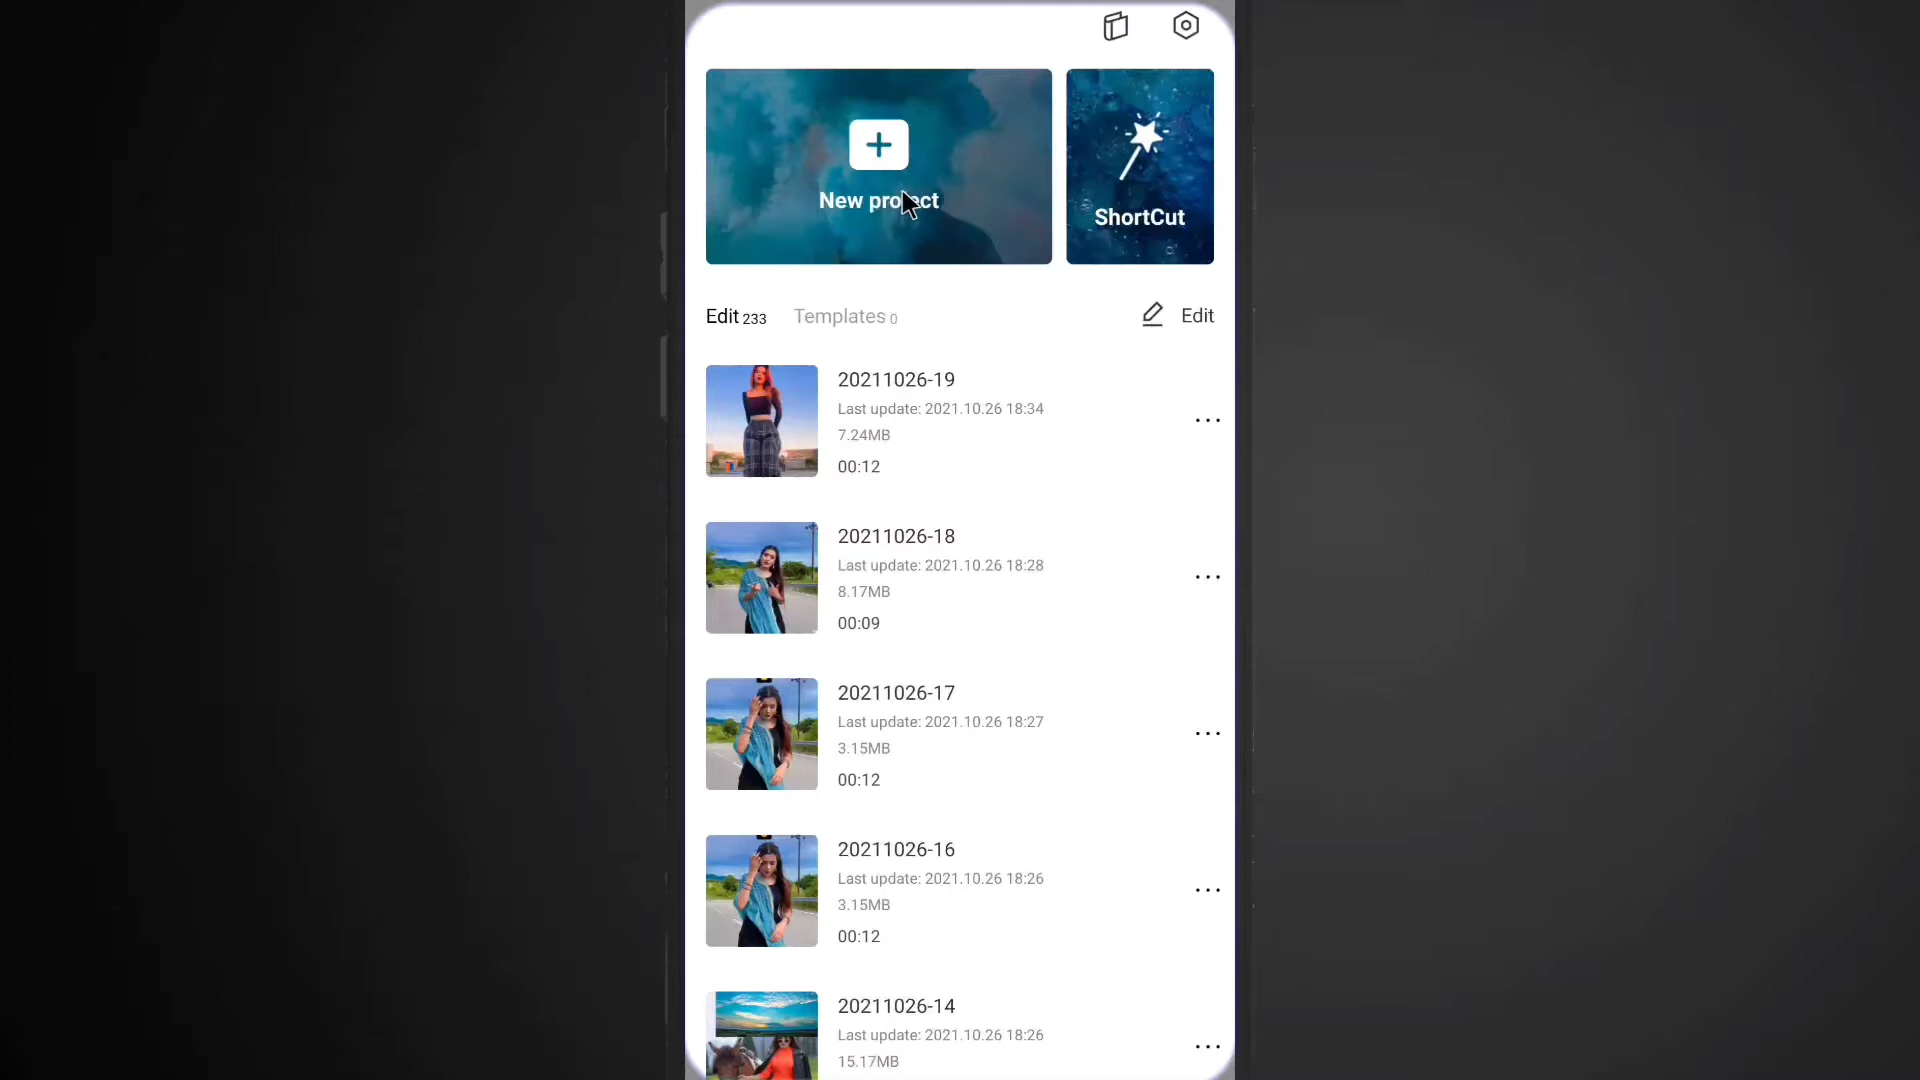 New project
ShortCut
Edit 233
Templates 0
Edit
20211026-19
Last update: 2021.10.26 18:34
7.24MB
00:12
20211026-18
Last update: 2021.10.26 18:28
8.17MB
00:09
20211026-17
Last update: 2021.10.26 18:27
3.15MB
00:12
20211026-16
Last update: 2021.10.26 18:26
3.15MB
00:12
20211026-14
Last update: 2021.10.26 18:26
15.17MB